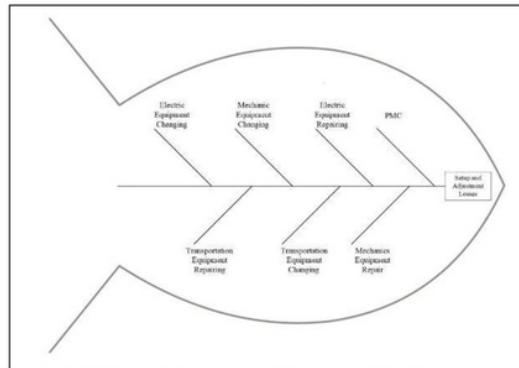 Electric
Equipment
Changing
Mechanic
Equipment
Changing
Electric
Equipment
Repairing
PMC
Setup and
Adjustment
Losses
Transportation
Equipment
Repairing
Transportation
Equipment
Changing
Mechanics
Equipment
Repair